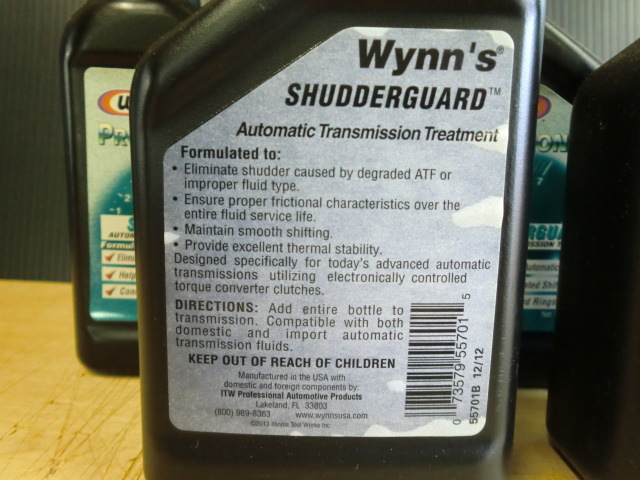 Wynn's®
SHUDDERGUARD™
Automatic Transmission Treatment
Formulated to:
• Eliminate shudder caused by degraded ATF or
improper fluid type.
• Ensure proper frictional characteristics over the
entire fluid service life.
• Maintain smooth shifting.
• Provide excellent thermal stability.
Designed specifically for today's advanced automatic
transmissions utilizing electronically controlled
torque converter clutches.
DIRECTIONS: Add entire bottle to
transmission. Compatible with both
domestic and import automatic
transmission fluids.
KEEP OUT OF REACH OF CHILDREN
Manufactured in the USA with
domestic and foreign components by:
ITW Professional Automotive Products
Lakeland, FL 33803
(800) 989-8363 www.wynnsusa.com
©2013 Illinois Tool Works Inc
0 73579 55701 5
55701B 12/12